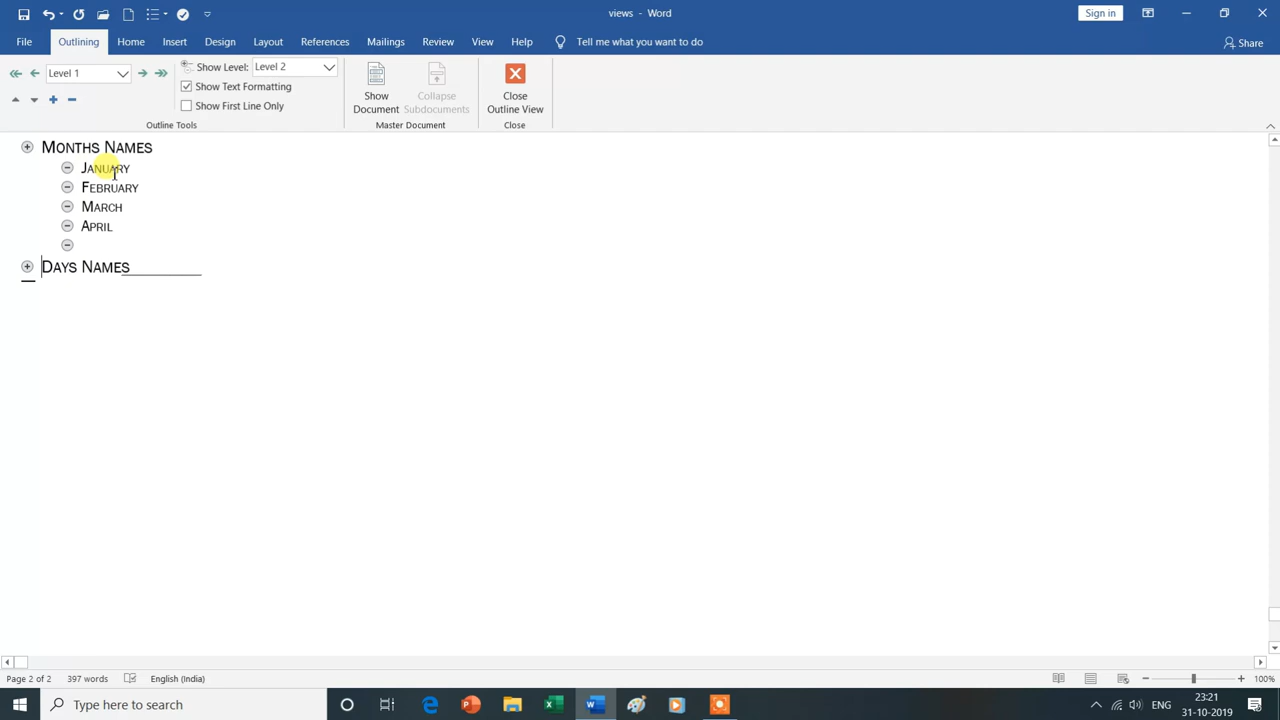 views - Word
Sign in
File Outlining Home Insert Design Layout References Mailings Review View Help Tell me what you want to do Share
Level 1
Show Level: Level 2
Show Text Formatting
Show First Line Only
Outline Tools
Show Document
Collapse Subdocuments
Master Document
Close Outline View
Close
MONTHS NAMES
JANUARY
FEBRUARY
MARCH
APRIL
DAYS NAMES
Page 2 of 2 397 words English (India) 100%
Type here to search
ENG
23:21
31-10-2019